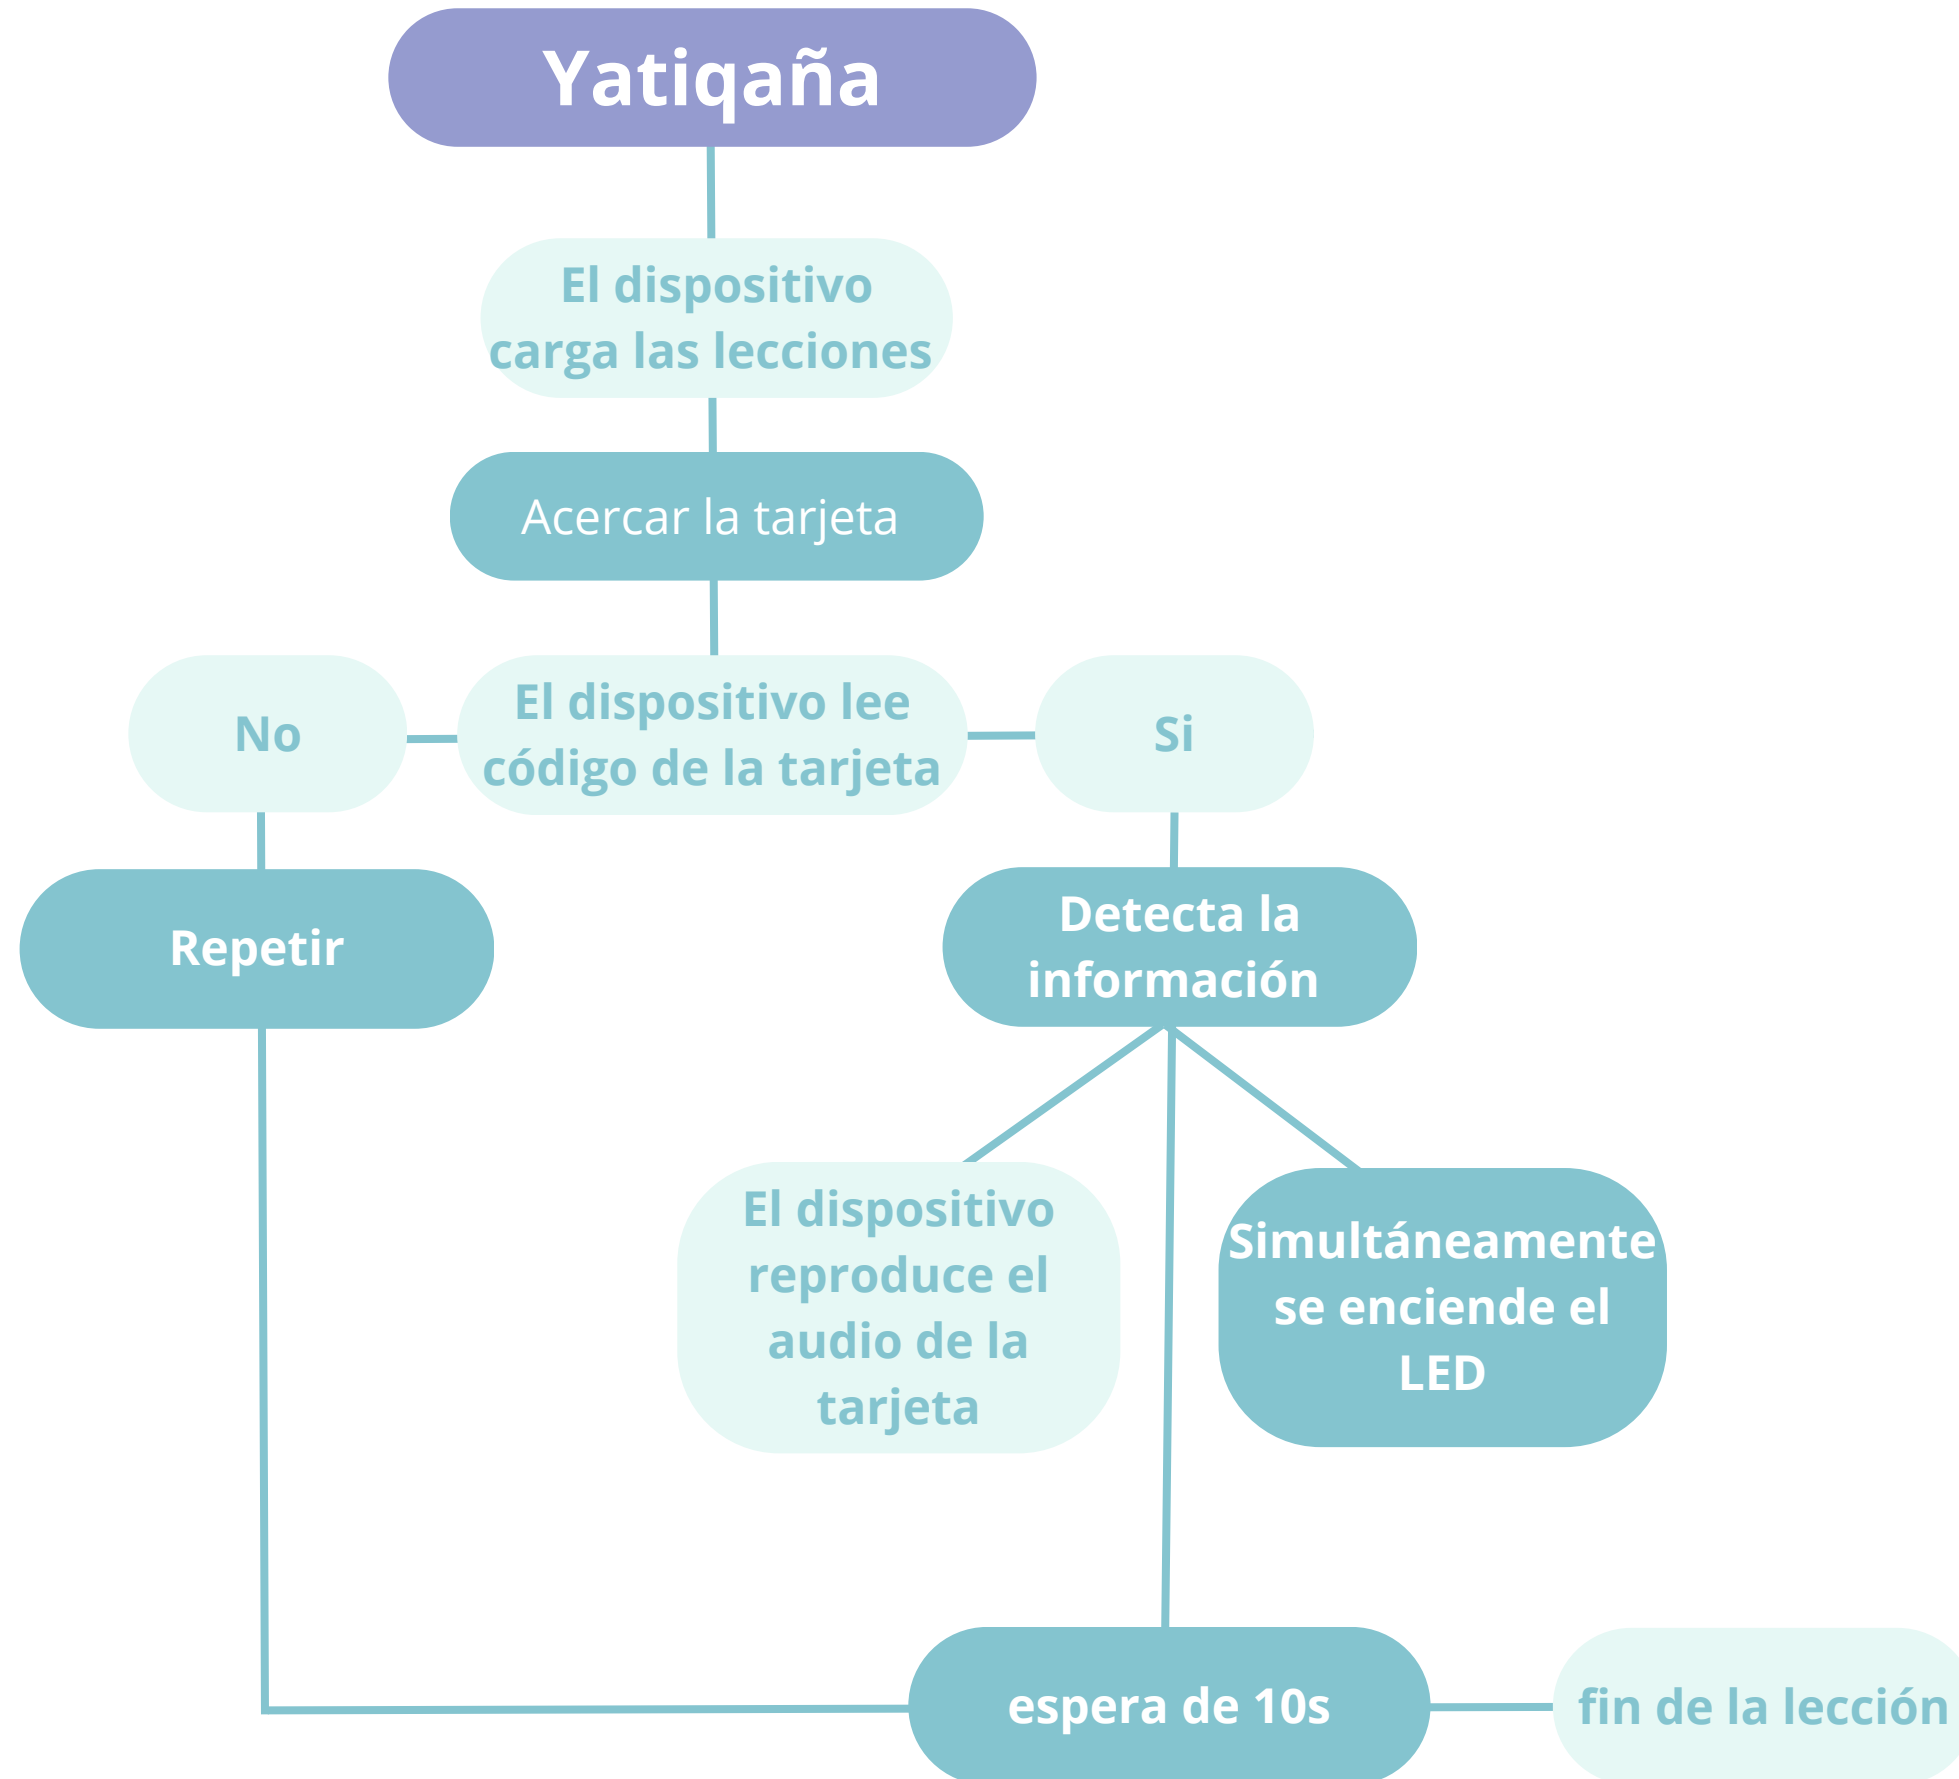 Yatiqaña
El dispositivo
carga las lecciones
Acercar la tarjeta
No
El dispositivo lee
código de la tarjeta
Si
Repetir
Detecta la
información
El dispositivo
reproduce el
audio de la
tarjeta
Simultáneamente
se enciende el
LED
espera de 10s
fin de la lección